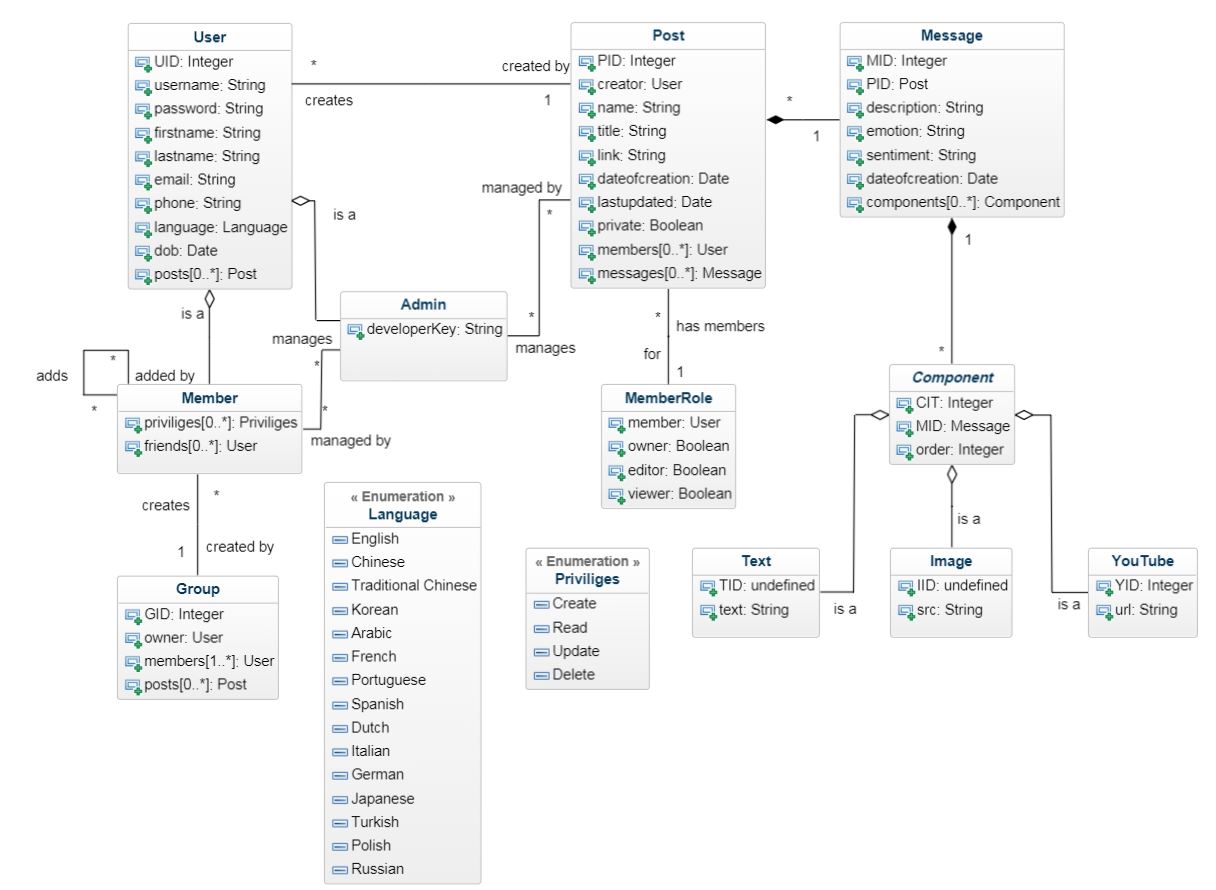 User
UID: Integer
username: String
password: String
firstname: String
lastname: String
email: String
phone: String
language: Language
dob: Date
posts[0..*]: Post
*
creates
created by
1
Post
PID: Integer
creator: User
name: String
title: String
link: String
dateofcreation: Date
lastupdated: Date
private: Boolean
members[0..*]: User
messages[0..*]: Message
*
1
Message
MID: Integer
PID: Post
description: String
emotion: String
sentiment: String
dateofcreation: Date
components[0..*]: Component
1
*
is a
is a
managed by
*
*
manages
Admin
developerKey: String
manages
*
*
managed by
adds
*
*
added by
Member
priviliges[0..*]: Priviliges
friends[0..*]: User
creates
*
1
created by
Group
GID: Integer
owner: User
members[1..*]: User
posts[0..*]: Post
*
has members
for
1
MemberRole
member: User
owner: Boolean
editor: Boolean
viewer: Boolean
Component
CIT: Integer
MID: Message
order: Integer
is a
is a
is a
Text
TID: undefined
text: String
Image
IID: undefined
src: String
YouTube
YID: Integer
url: String
« Enumeration »
Language
English
Chinese
Traditional Chinese
Korean
Arabic
French
Portuguese
Spanish
Dutch
Italian
German
Japanese
Turkish
Polish
Russian
« Enumeration »
Priviliges
Create
Read
Update
Delete